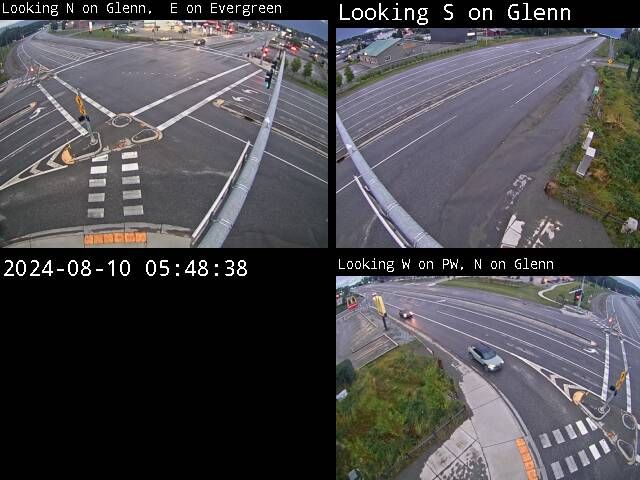 Looking N on Glenn,  E on Evergreen
Looking S on Glenn
2024-08-10 05:48:38
Looking W on PW, N on Glenn